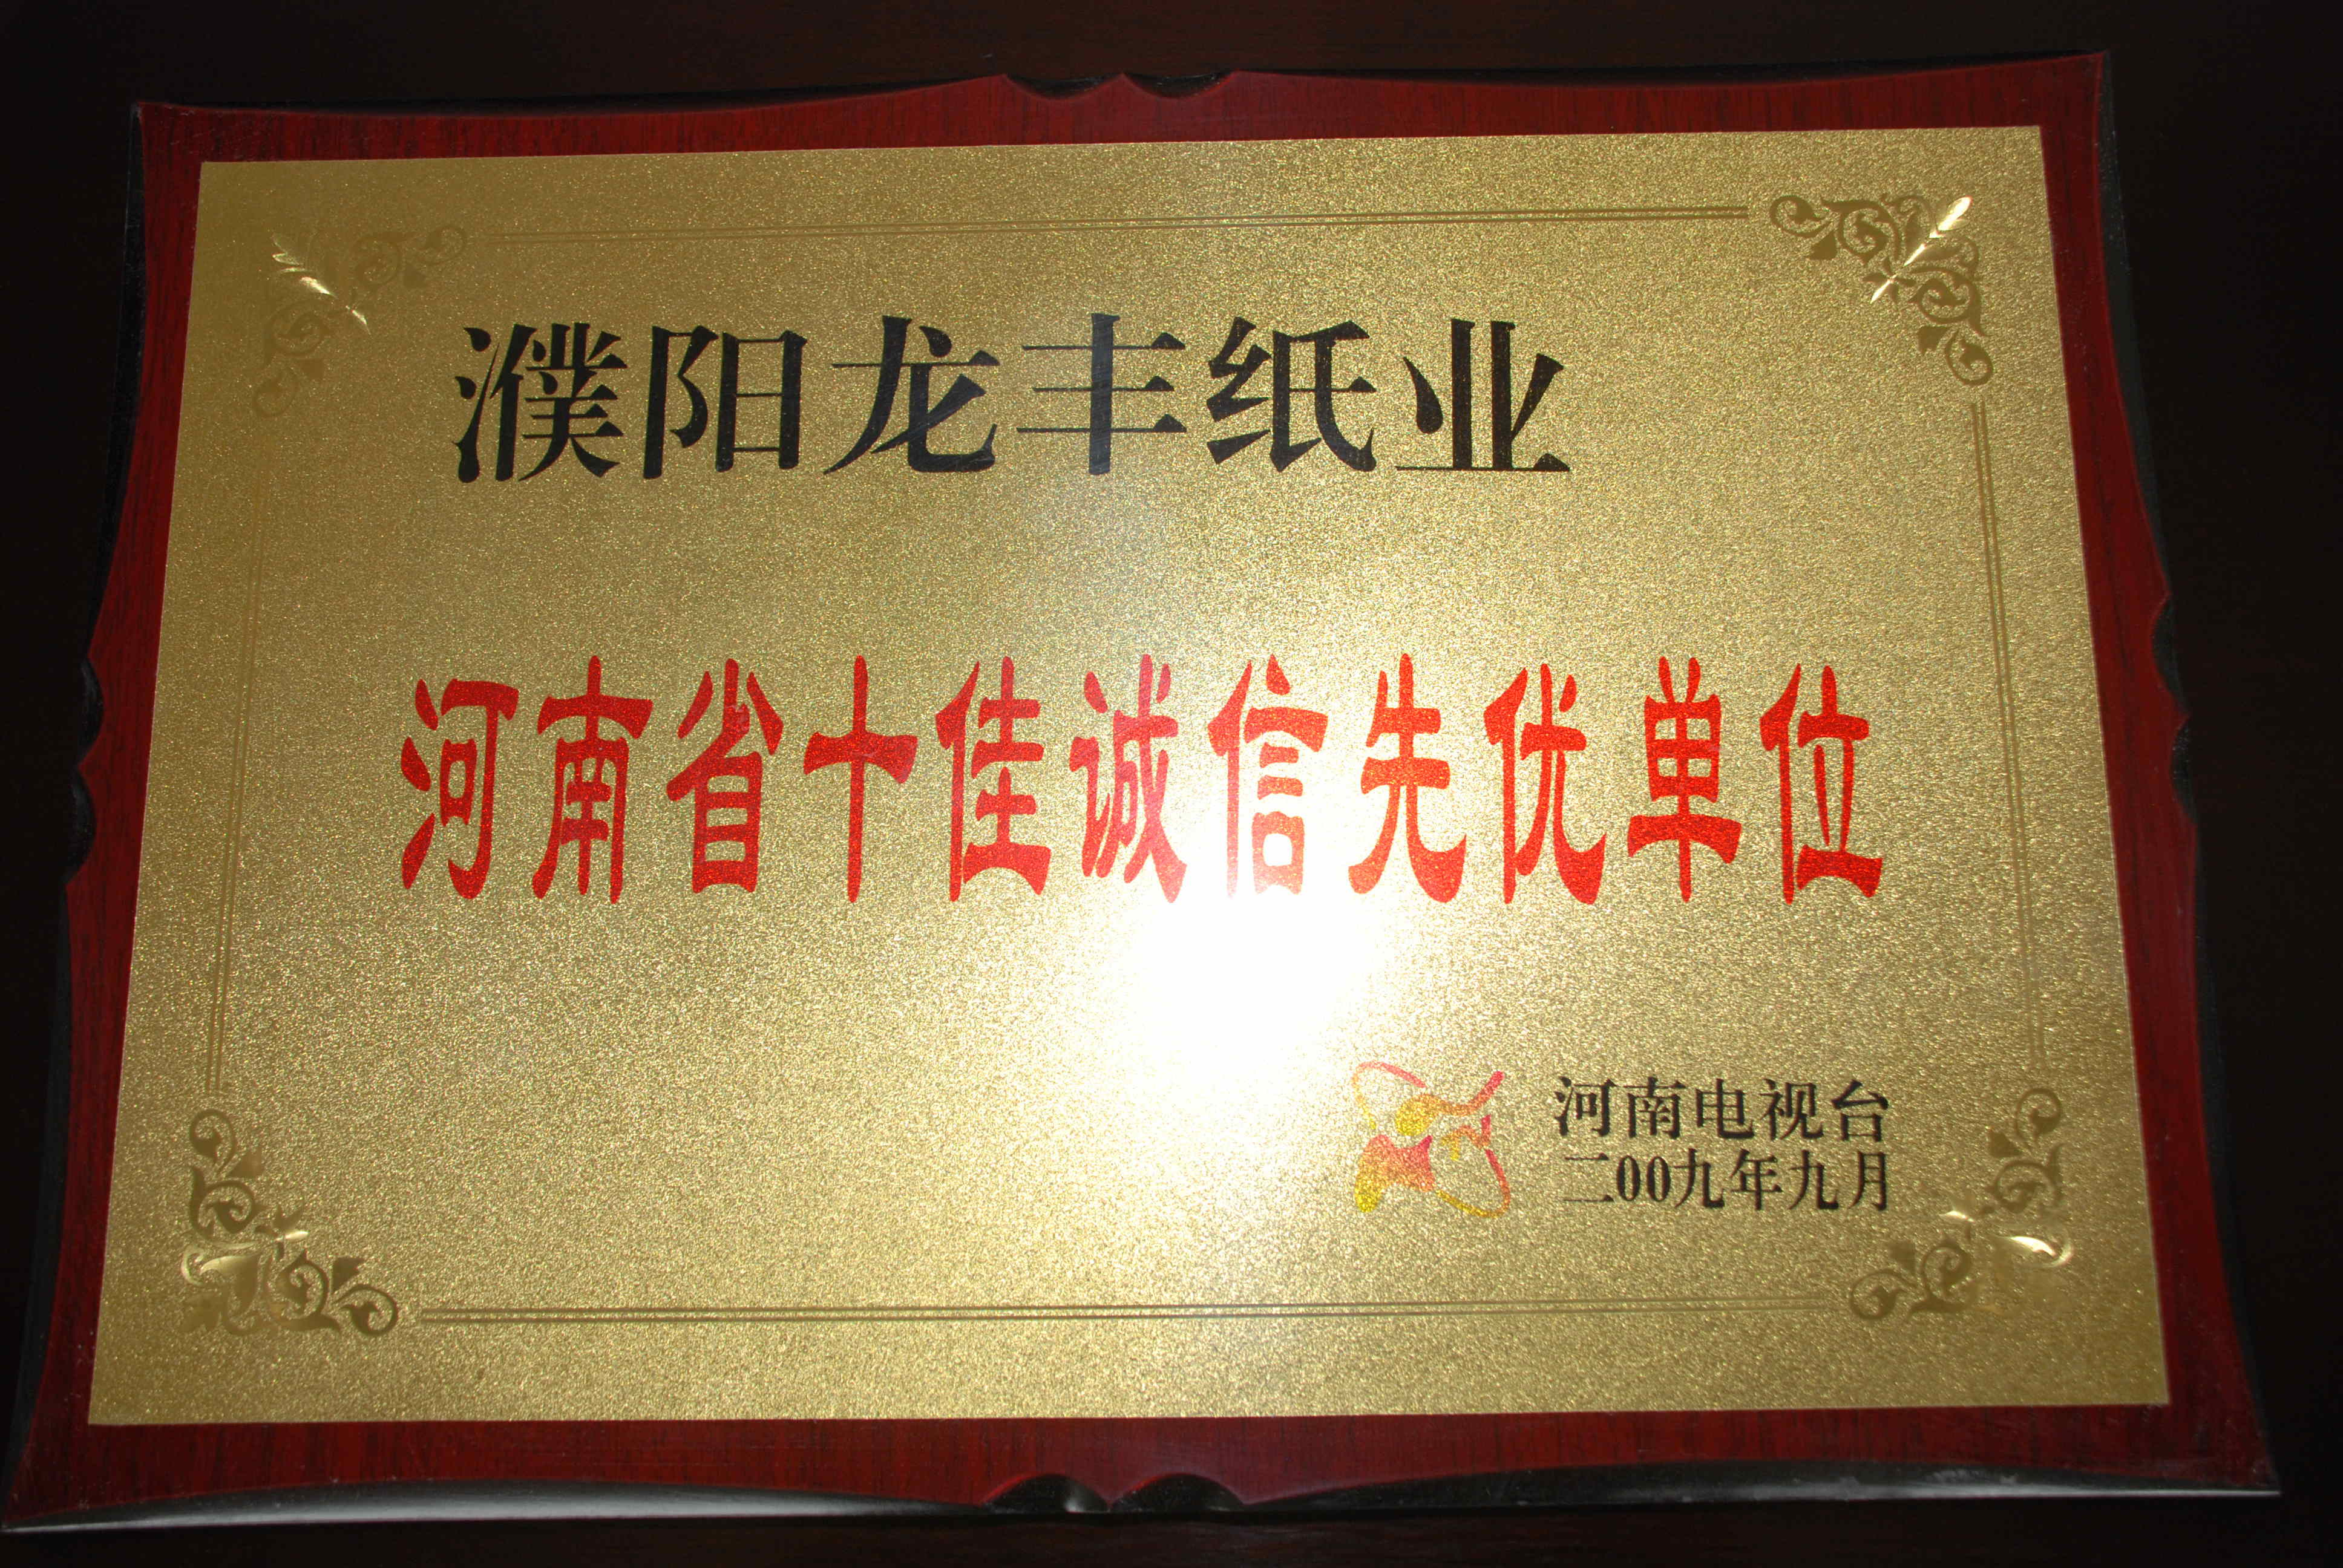 濮阳龙丰纸业
河南省十佳诚信先优单位
河南电视台
二00九年九月